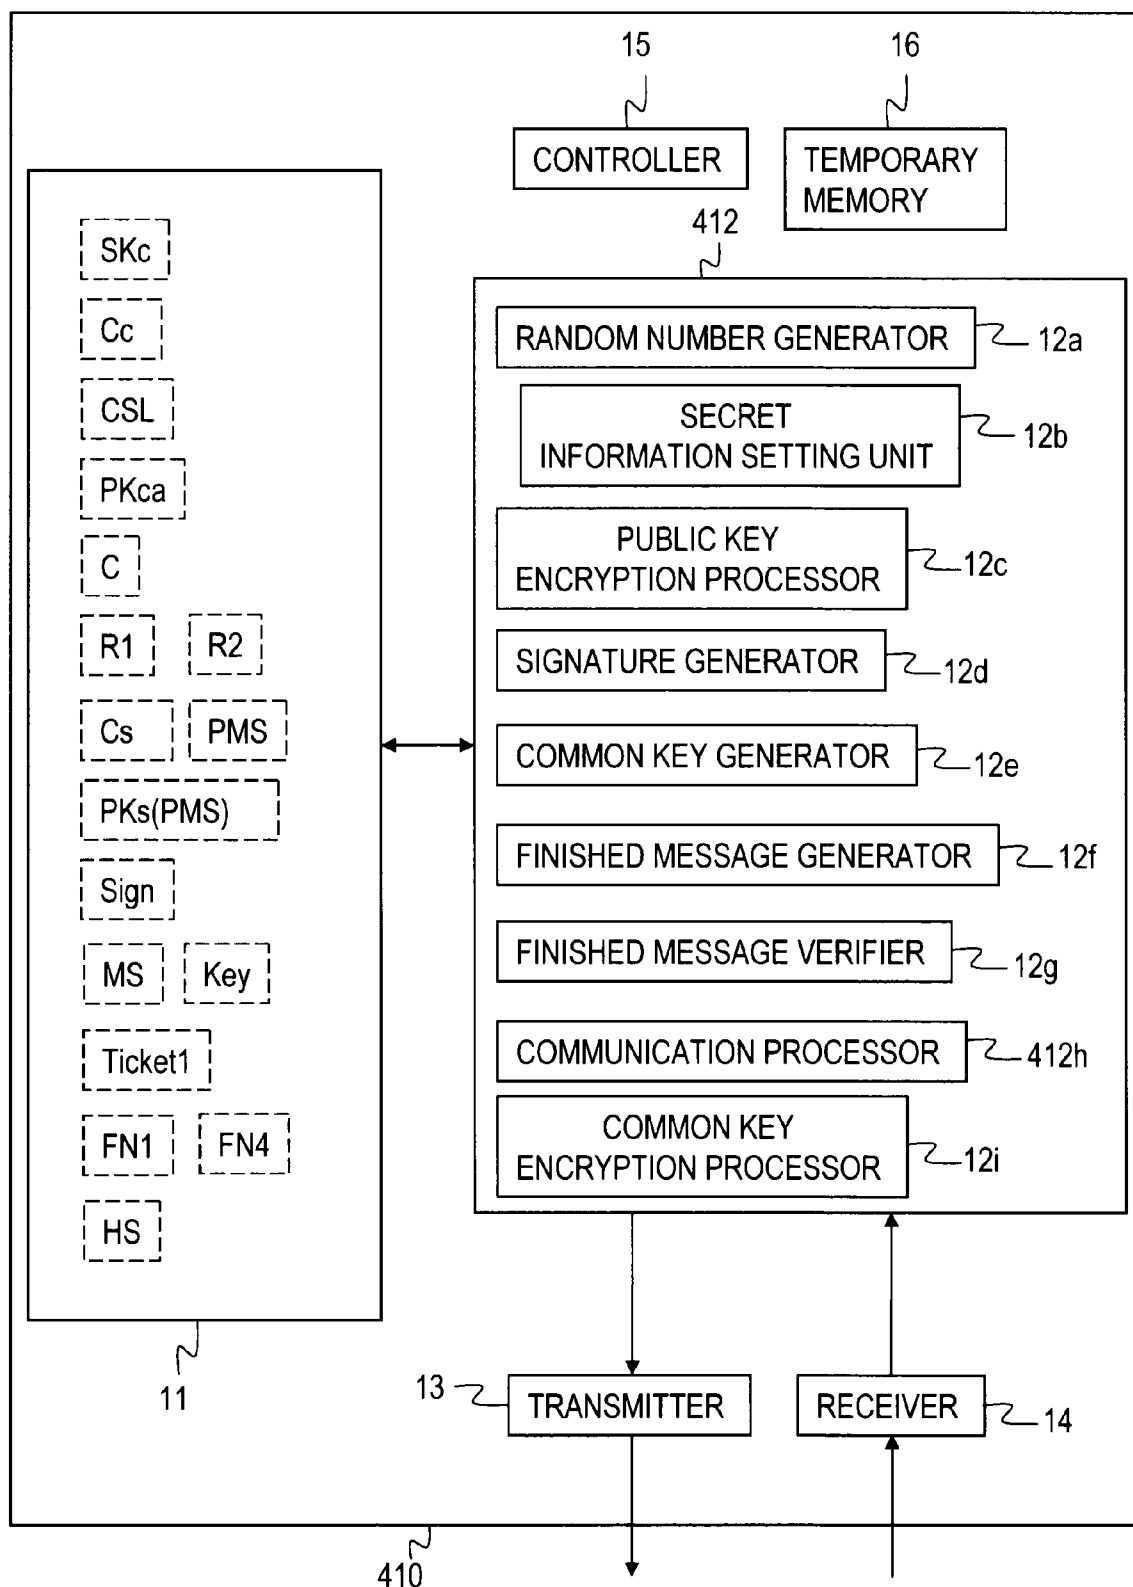 15
16
CONTROLLER
TEMPORARY
MEMORY
412
SKc
Cc
CSL
PKca
C
R1
R2
Cs
PMS
PKs(PMS)
Sign
MS
Key
Ticket1
FN1
FN4
HS
11
RANDOM NUMBER GENERATOR
12a
SECRET
INFORMATION SETTING UNIT
12b
PUBLIC KEY
ENCRYPTION PROCESSOR
12c
SIGNATURE GENERATOR
12d
COMMON KEY GENERATOR
12e
FINISHED MESSAGE GENERATOR
12f
FINISHED MESSAGE VERIFIER
12g
COMMUNICATION PROCESSOR
412h
COMMON KEY
ENCRYPTION PROCESSOR
12i
13
TRANSMITTER
RECEIVER
14
410